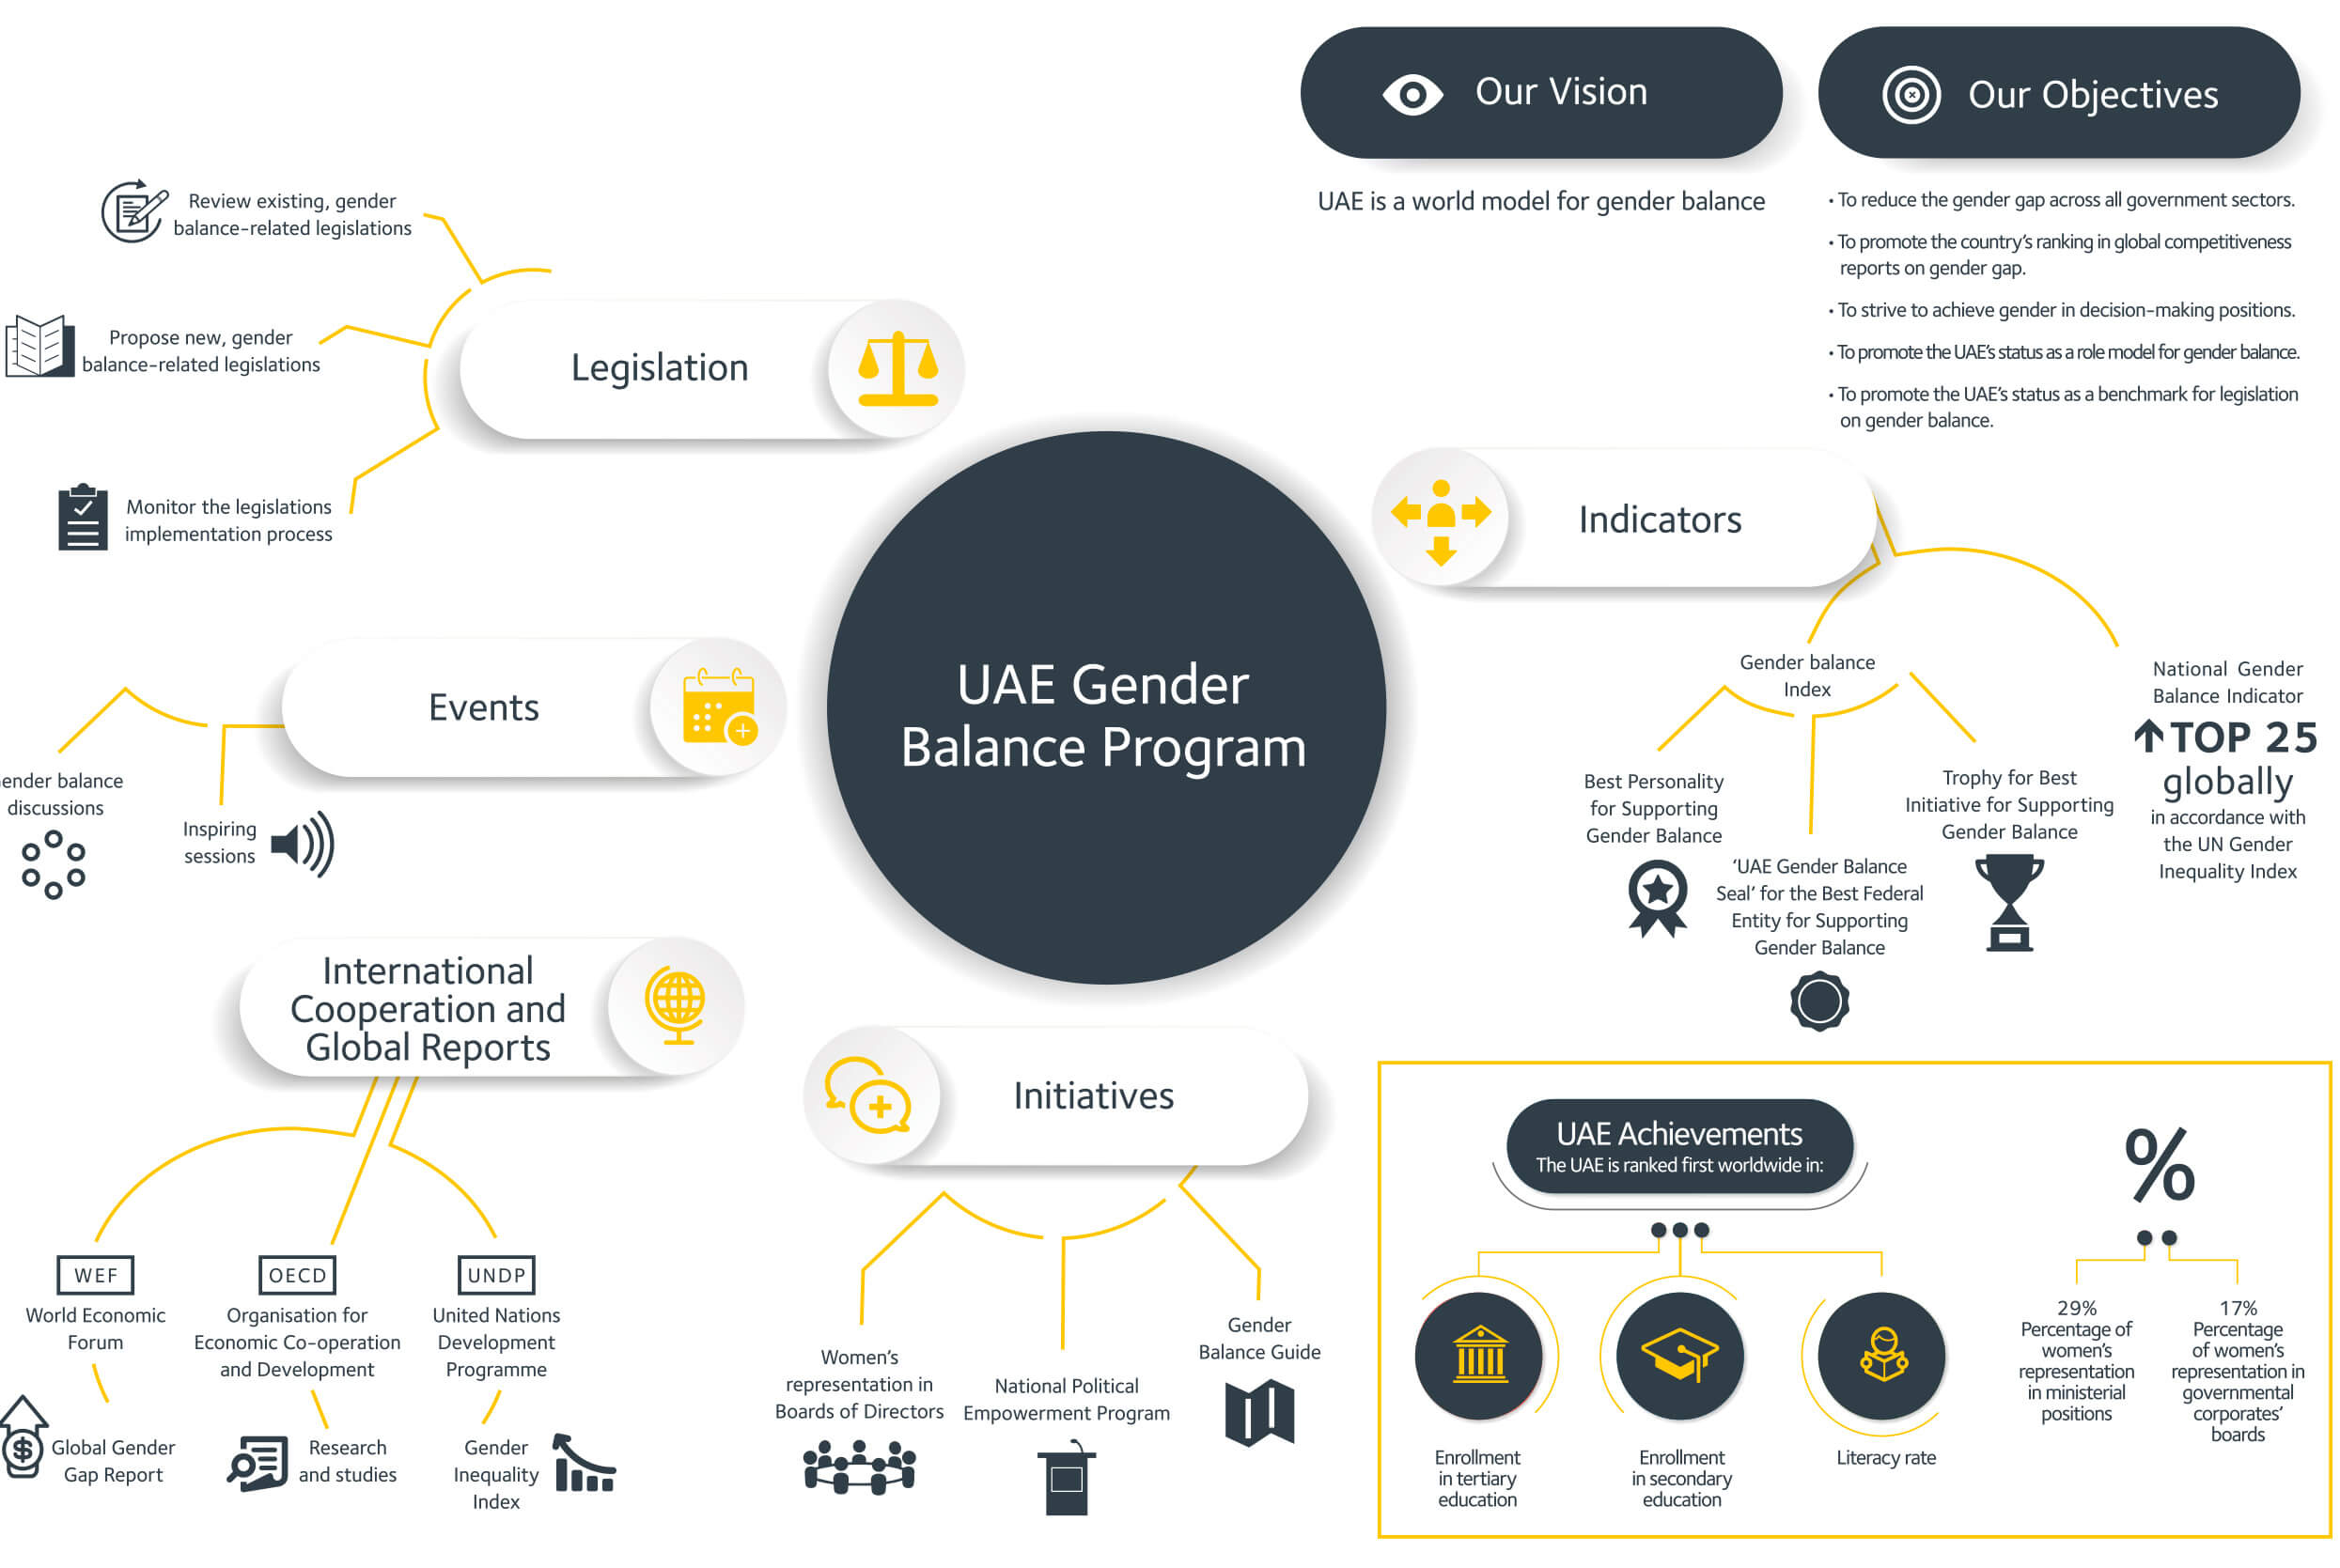 Our Vision
UAE is a world model for gender balance
Our Objectives
• To reduce the gender gap across all government sectors.
• To promote the country's ranking in global competitiveness
reports on gender gap.
• To strive to achieve gender in decision-making positions.
• To promote the UAE's status as a role model for gender balance.
• To promote the UAE's status as a benchmark for legislation
on gender balance.
Review existing, gender
balance-related legislations
Propose new, gender
balance-related legislations
Monitor the legislations
implementation process
Legislation
UAE Gender
Balance Program
Indicators
Gender balance
Index
Best Personality
for Supporting
Gender Balance
'UAE Gender Balance
Seal' for the Best Federal
Entity for Supporting
Gender Balance
Trophy for Best
Initiative for Supporting
Gender Balance
National Gender
Balance Indicator
TOP 25
globally
in accordance with
the UN Gender
Inequality Index
Events
ender balance
discussions
Inspiring
sessions
International
Cooperation and
Global Reports
WEF
World Economic
Forum
Global Gender
Gap Report
OECD
Organisation for
Economic Co-operation
and Development
Research
and studies
UNDP
United Nations
Development
Programme
Gender
Inequality
Index
Initiatives
Women's
representation in
Boards of Directors
National Political
Empowerment Program
Gender
Balance Guide
UAE Achievements
The UAE is ranked first worldwide in:
Enrollment
in tertiary
education
Enrollment
in secondary
education
Literacy rate
%
29%
Percentage of
women's
representation
in ministerial
positions
17%
Percentage
of women's
representation in
governmental
corporates'
boards